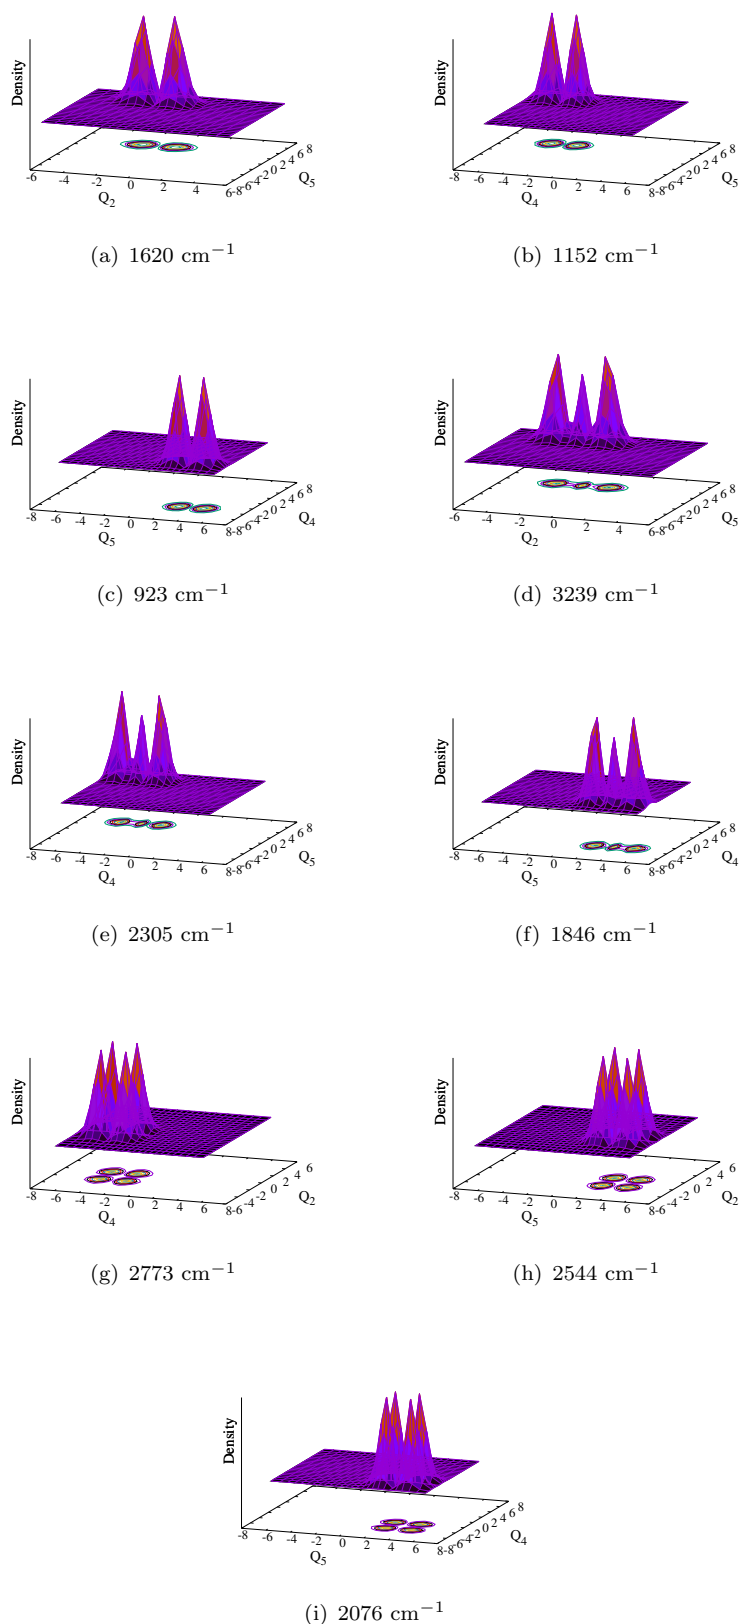 Density
-6 -4 -2 0 2 4 6-8-6-4-2 0 2 4 6 8
Q2 Q5
(a) 1620 cm−1
Density
-8 -6 -4 -2 0 2 4 6 8-8-6-4-2 0 2 4 6 8
Q4 Q5
(b) 1152 cm−1
Density
-8 -6 -4 -2 0 2 4 6 8-8-6-4-2 0 2 4 6 8
Q5 Q4
(c) 923 cm−1
Density
-6 -4 -2 0 2 4 6-8-6-4-2 0 2 4 6 8
Q2 Q5
(d) 3239 cm−1
Density
-8 -6 -4 -2 0 2 4 6 8-8-6-4-2 0 2 4 6 8
Q4 Q5
(e) 2305 cm−1
Density
-8 -6 -4 -2 0 2 4 6 8-8-6-4-2 0 2 4 6 8
Q5 Q4
(f) 1846 cm−1
Density
-8 -6 -4 -2 0 2 4 6 8-6-4-2 0 2 4 6
Q4 Q2
(g) 2773 cm−1
Density
-8 -6 -4 -2 0 2 4 6 8-6-4-2 0 2 4 6
Q5 Q2
(h) 2544 cm−1
Density
-8 -6 -4 -2 0 2 4 6 8-8-6-4-2 0 2 4 6 8
Q5 Q4
(i) 2076 cm−1